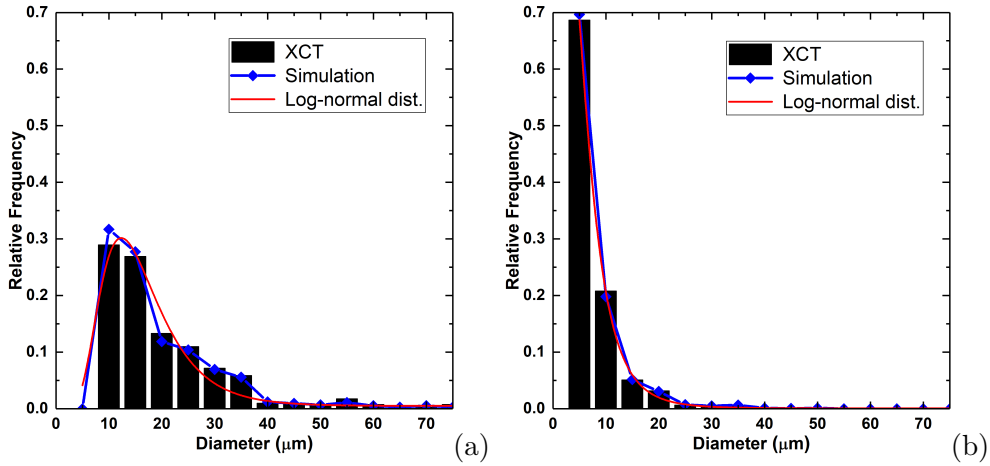 0.7
0.6
0.5
0.4
0.3
0.2
0.1
0.0
Relative Frequency
XCT
Simulation
Log-normal dist.
0 10 20 30 40 50 60 70
Diameter (μm)
(a)
0.7
0.6
0.5
0.4
0.3
0.2
0.1
0.0
Relative Frequency
XCT
Simulation
Log-normal dist.
0 10 20 30 40 50 60 70
Diameter (μm)
(b)